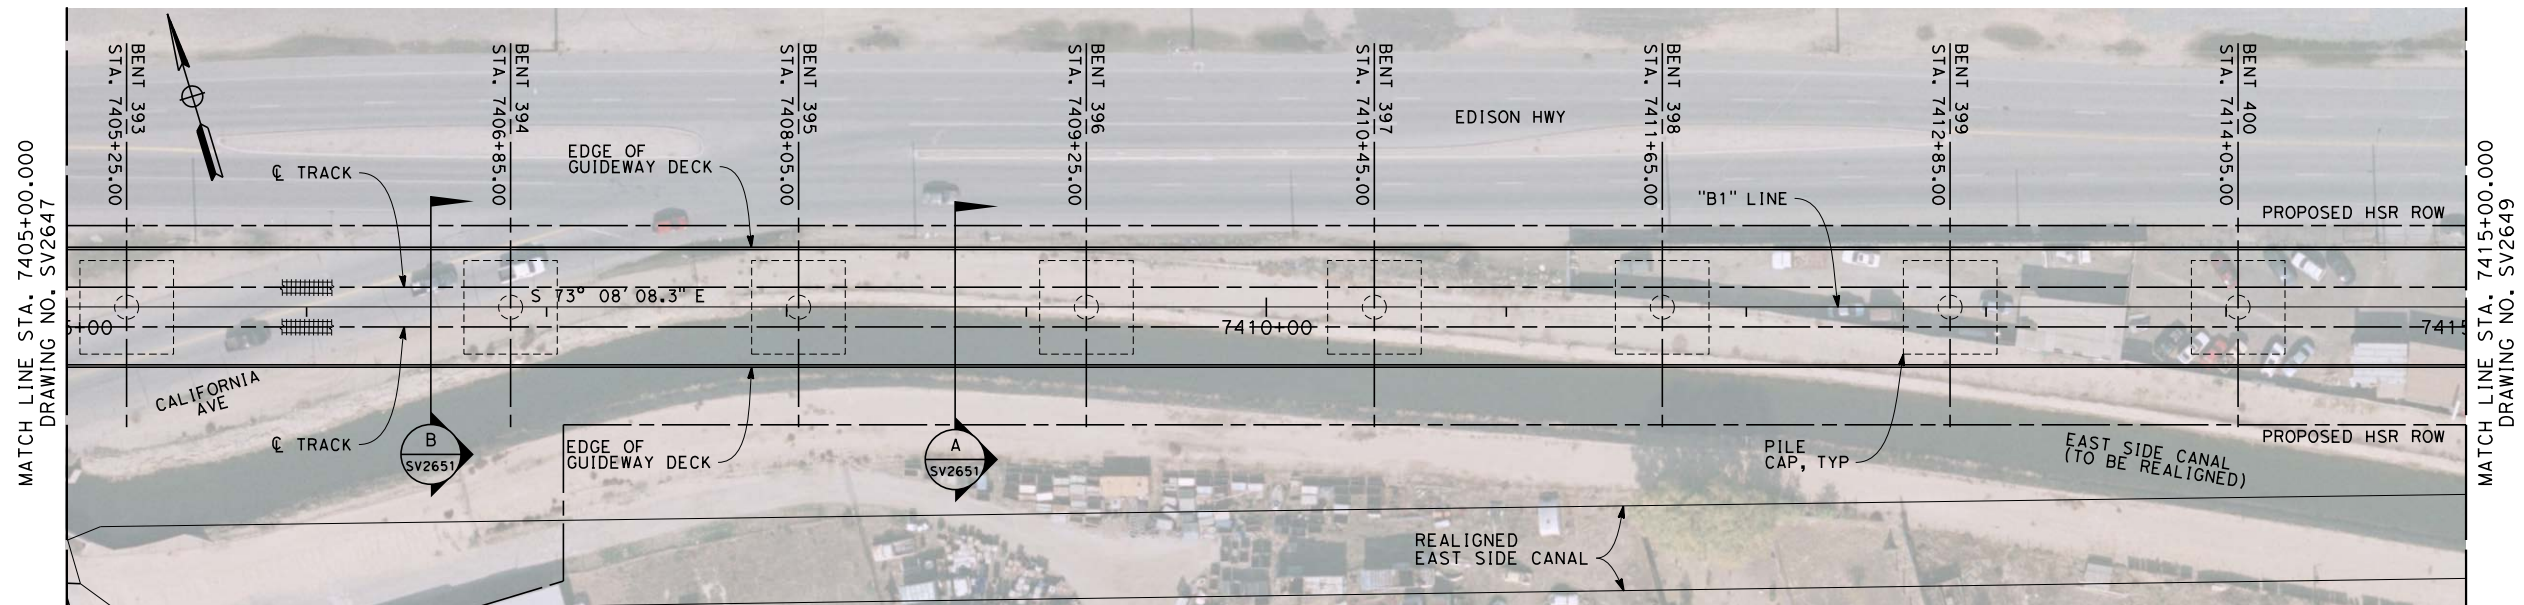 MATCH LINE STA. 7405+00.000
DRAWING NO. SV2647
BENT 393
STA. 7405+25.00
BENT 394
STA. 7406+85.00
BENT 395
STA. 7408+05.00
BENT 396
STA. 7409+25.00
BENT 397
STA. 7410+45.00
BENT 398
STA. 7411+65.00
BENT 399
STA. 7412+85.00
BENT 400
STA. 7414+05.00
EDISON HWY
℄ TRACK
EDGE OF
GUIDEWAY DECK
"B1" LINE
PROPOSED HSR ROW
S 73° 08' 08.3" E
+00
7410+00
7415
CALIFORNIA
AVE
℄ TRACK
B
SV2651
EDGE OF
GUIDEWAY DECK
A
SV2651
PILE
CAP, TYP
EAST SIDE CANAL
(TO BE REALIGNED)
PROPOSED HSR ROW
REALIGNED
EAST SIDE CANAL
MATCH LINE STA. 7415+00.000
DRAWING NO. SV2649